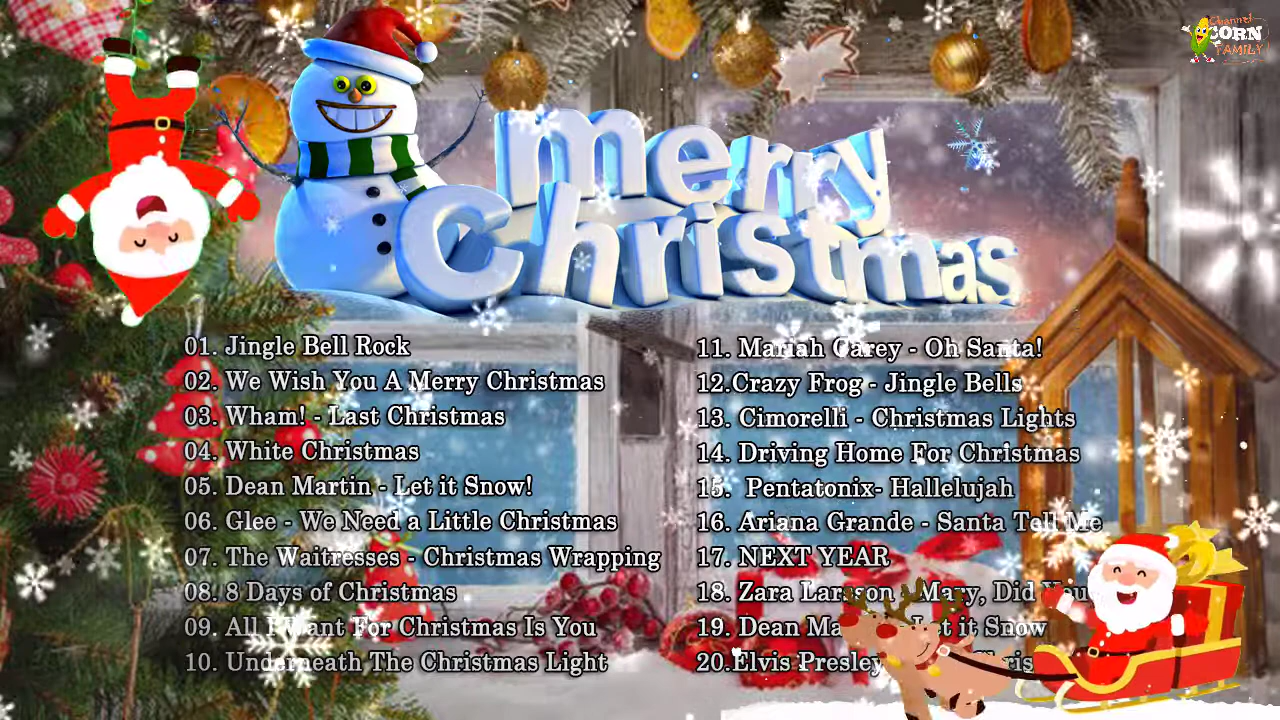 Channel
CORN
FAMILY
Merry
Christmas
01. Jingle Bell Rock
02. We Wish You A Merry Christmas
03. Wham! - Last Christmas
04. White Christmas
05. Dean Martin - Let it Snow!
06. Glee - We Need a Little Christmas
07. The Waitresses - Christmas Wrapping
08. 8 Days of Christmas
09. All I Want For Christmas Is You
10. Underneath The Christmas Light
11. Mariah Carey - Oh Santa!
12.Crazy Frog - Jingle Bells
13. Cimorelli - Christmas Lights
14. Driving Home For Christmas
15. Pentatonix- Hallelujah
16. Ariana Grande - Santa Tell Me
17. NEXT YEAR
18. Zara Larsson Mary, Did You
19. Dean it Snow
20.Elvis Presley